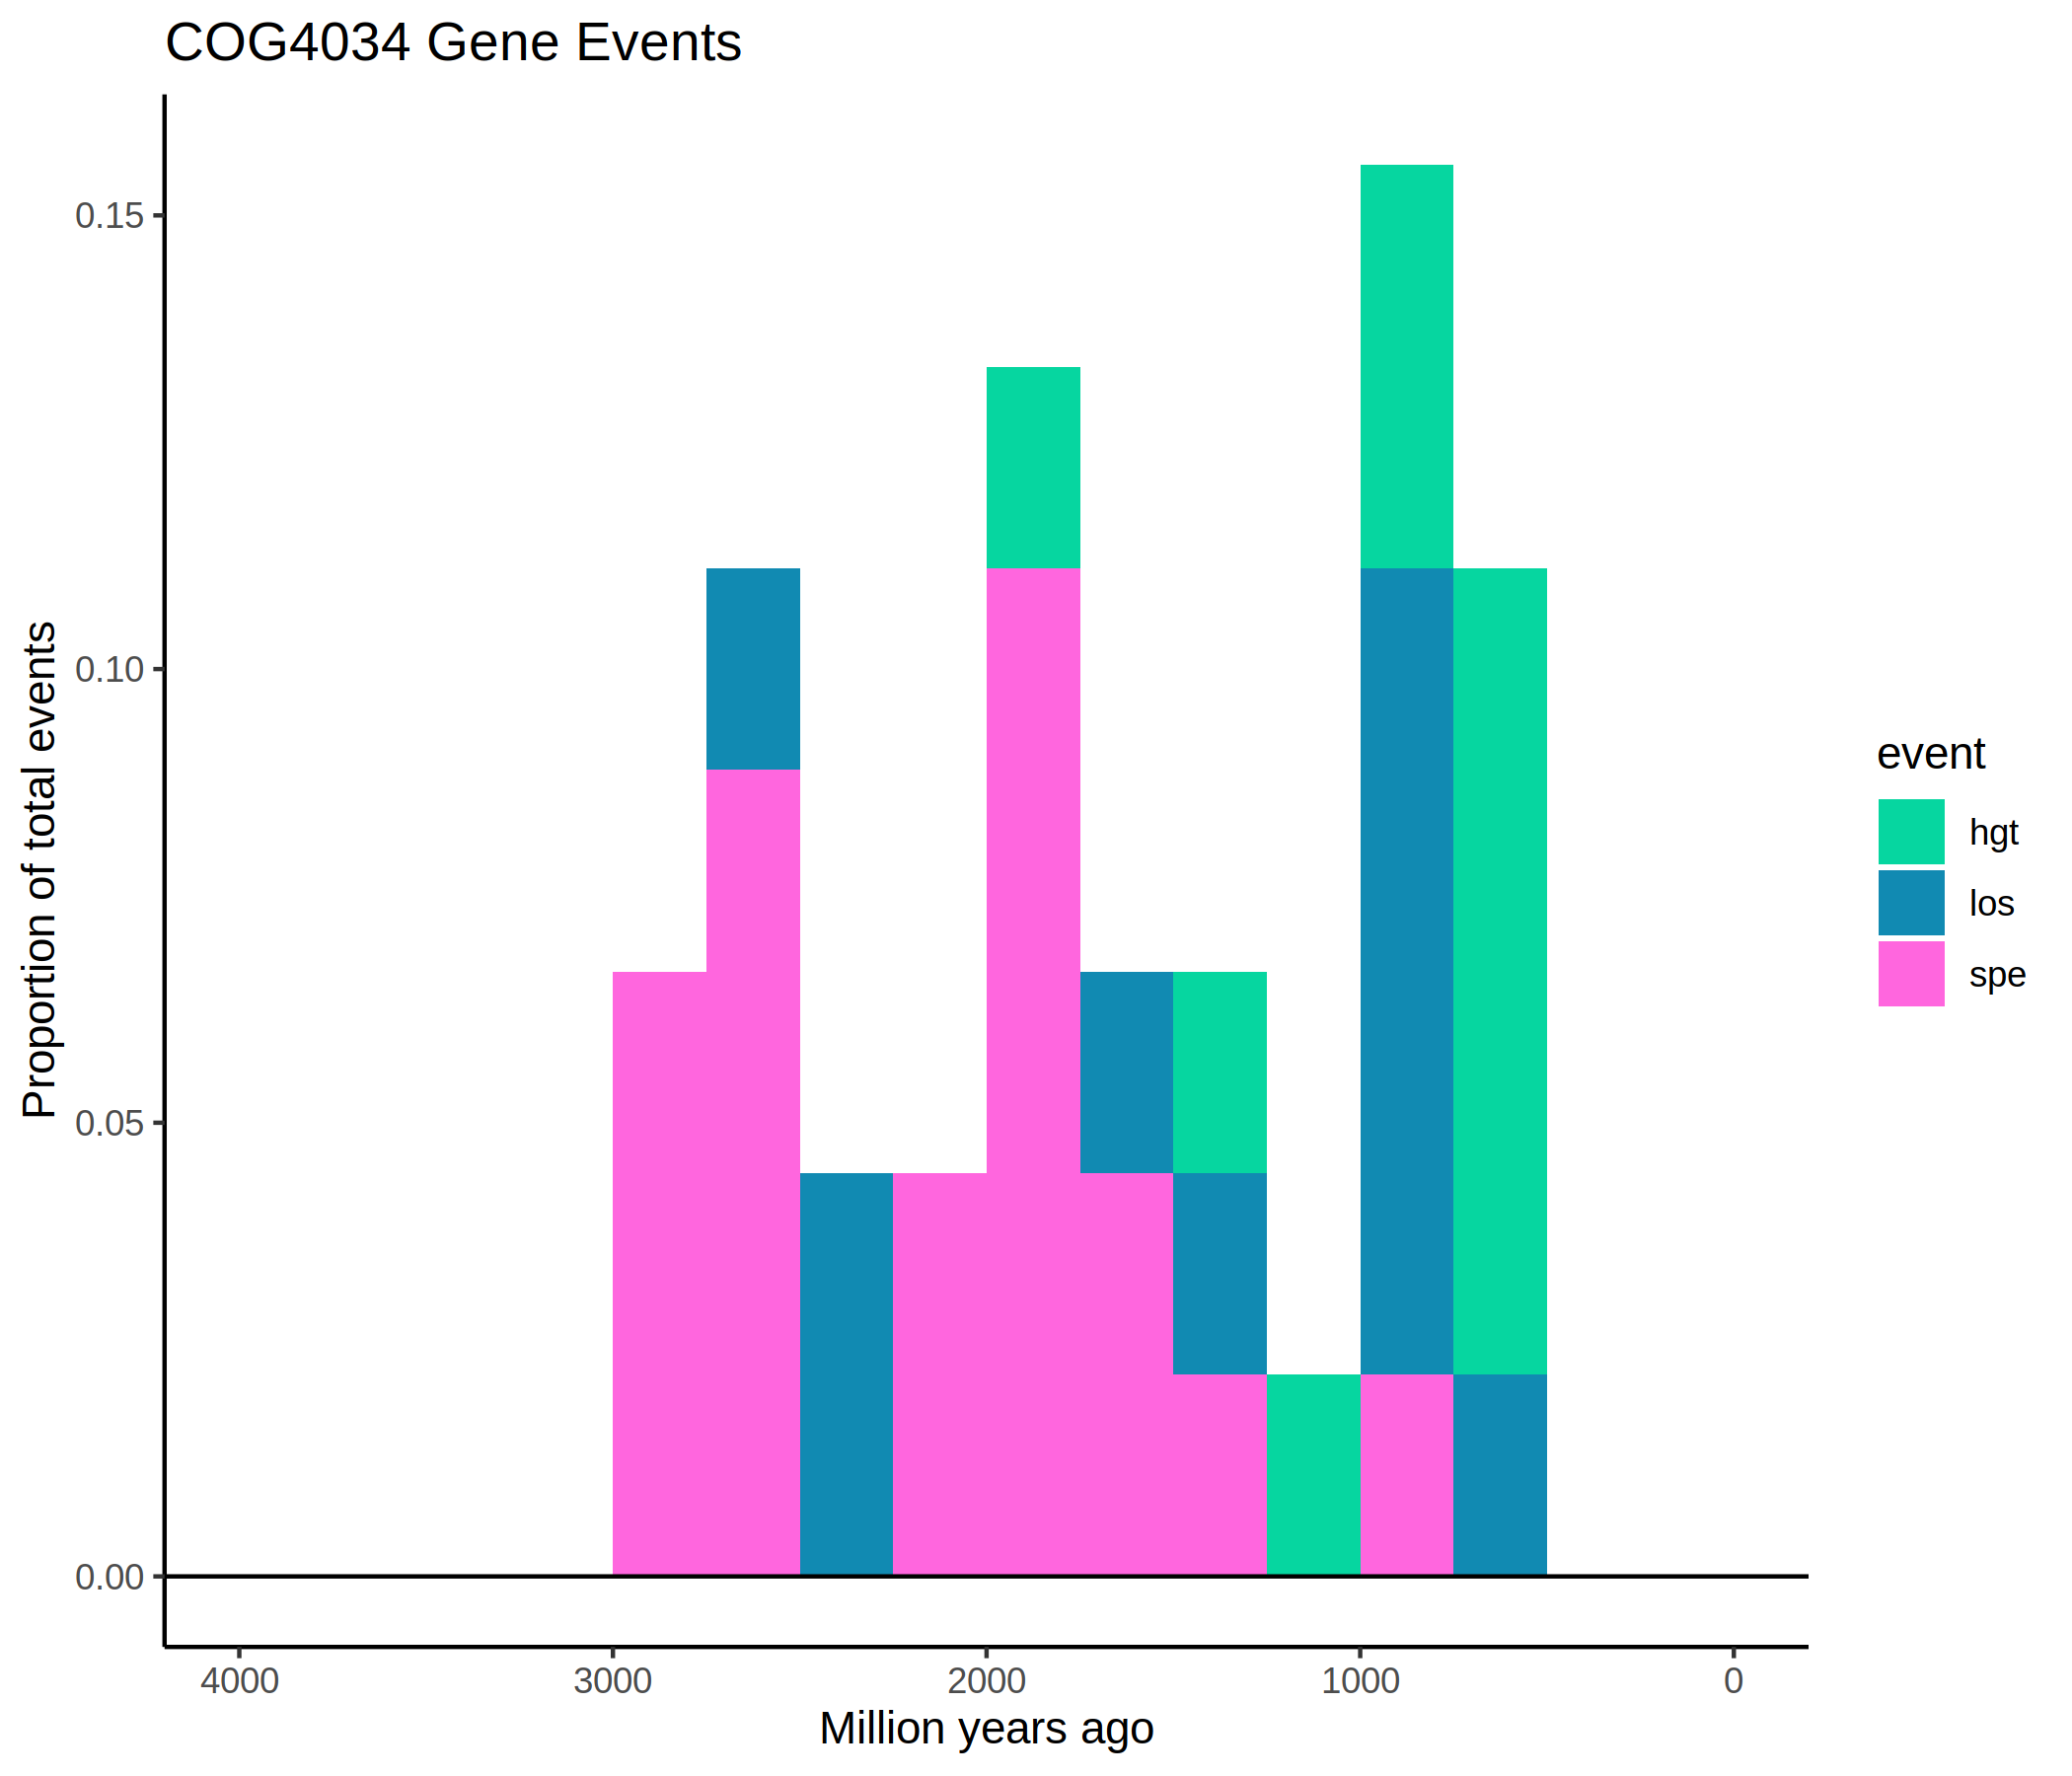 COG4034 Gene Events
Proportion of total events
0.15
0.10
0.05
0.00
4000 3000 2000 1000 0
Million years ago
event
hgt
los
spe